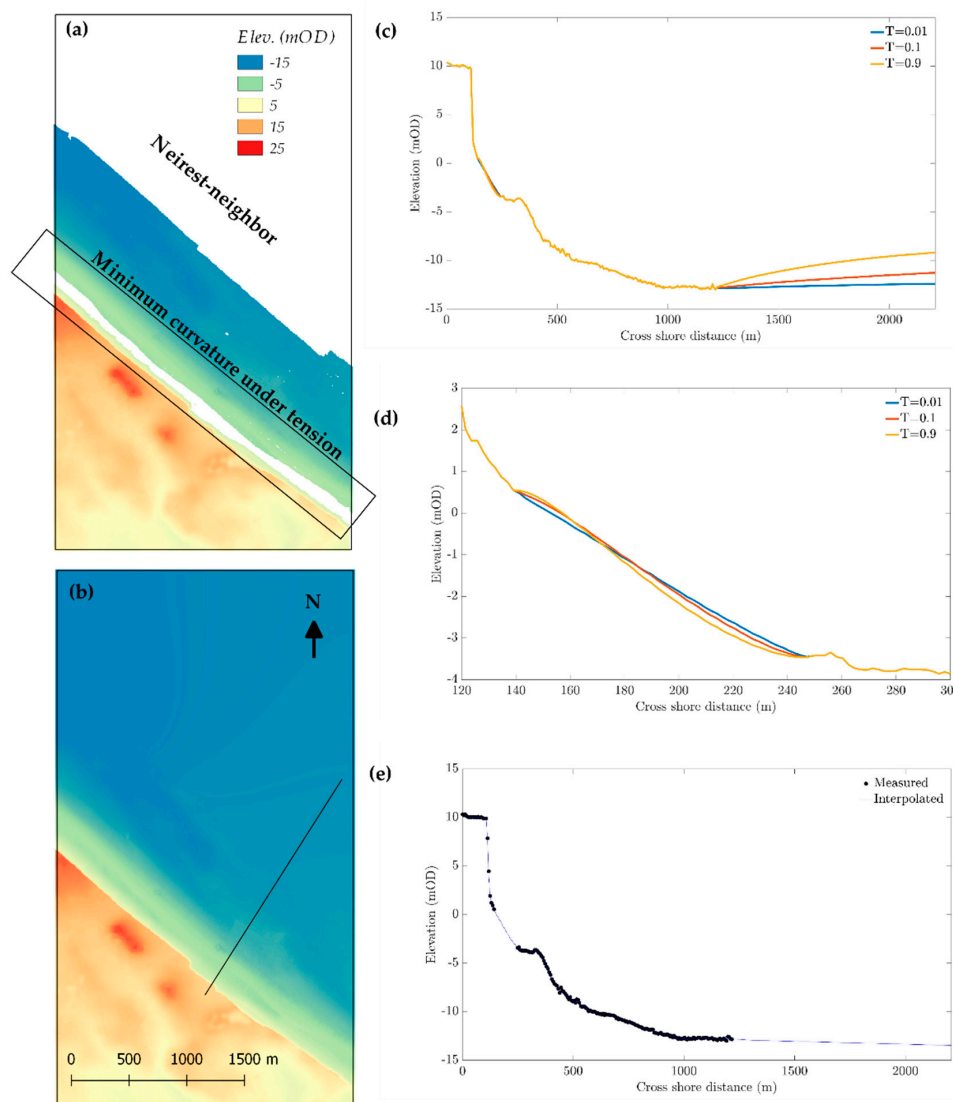 (a)
Elev. (mOD)
-15
-5
5
15
25
Neirest-neighbor
Minimum curvature under tension
(b)
N
0 500 1000 1500 m
(c)
15
10
5
0
-5
-10
-15
Elevation (mOD)
0 500 1000 1500 2000
Cross shore distance (m)
T=0.01
T=0.1
T=0.9
(d)
3
2
1
0
-1
-2
-3
-4
Elevation (mOD)
120 140 160 180 200 220 240 260 280 300
Cross shore distance (m)
T=0.01
T=0.1
T=0.9
(e)
15
10
5
0
-5
-10
-15
Elevation (mOD)
0 500 1000 1500 2000
Cross shore distance (m)
Measured
Interpolated